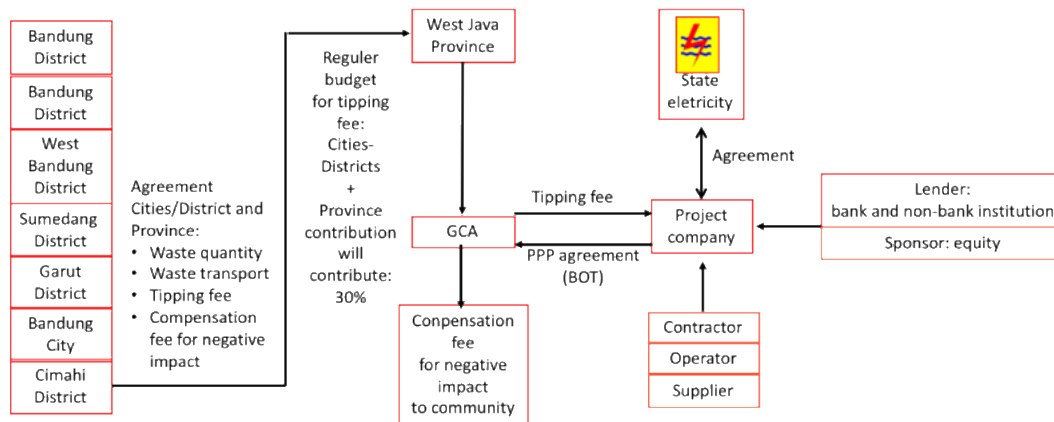 Bandung
District
Bandung
District
West
Bandung
District
Sumedang
District
Garut
District
Bandung
City
Cimahi
District
Agreement
Cities/District and
Province:
• Waste quantity
• Waste transport
• Tipping fee
• Compensation
fee for negative
impact
Reguler
budget
for tipping
fee:
Cities-
Districts
+
Province
contribution
will
contribute:
30%
West Java
Province
GCA
Conpensation
fee
for negative
impact
to community
Tipping fee
PPP agreement
(BOT)
State
eletricity
Agreement
Project
company
Contractor
Operator
Supplier
Lender:
bank and non-bank institution
Sponsor: equity